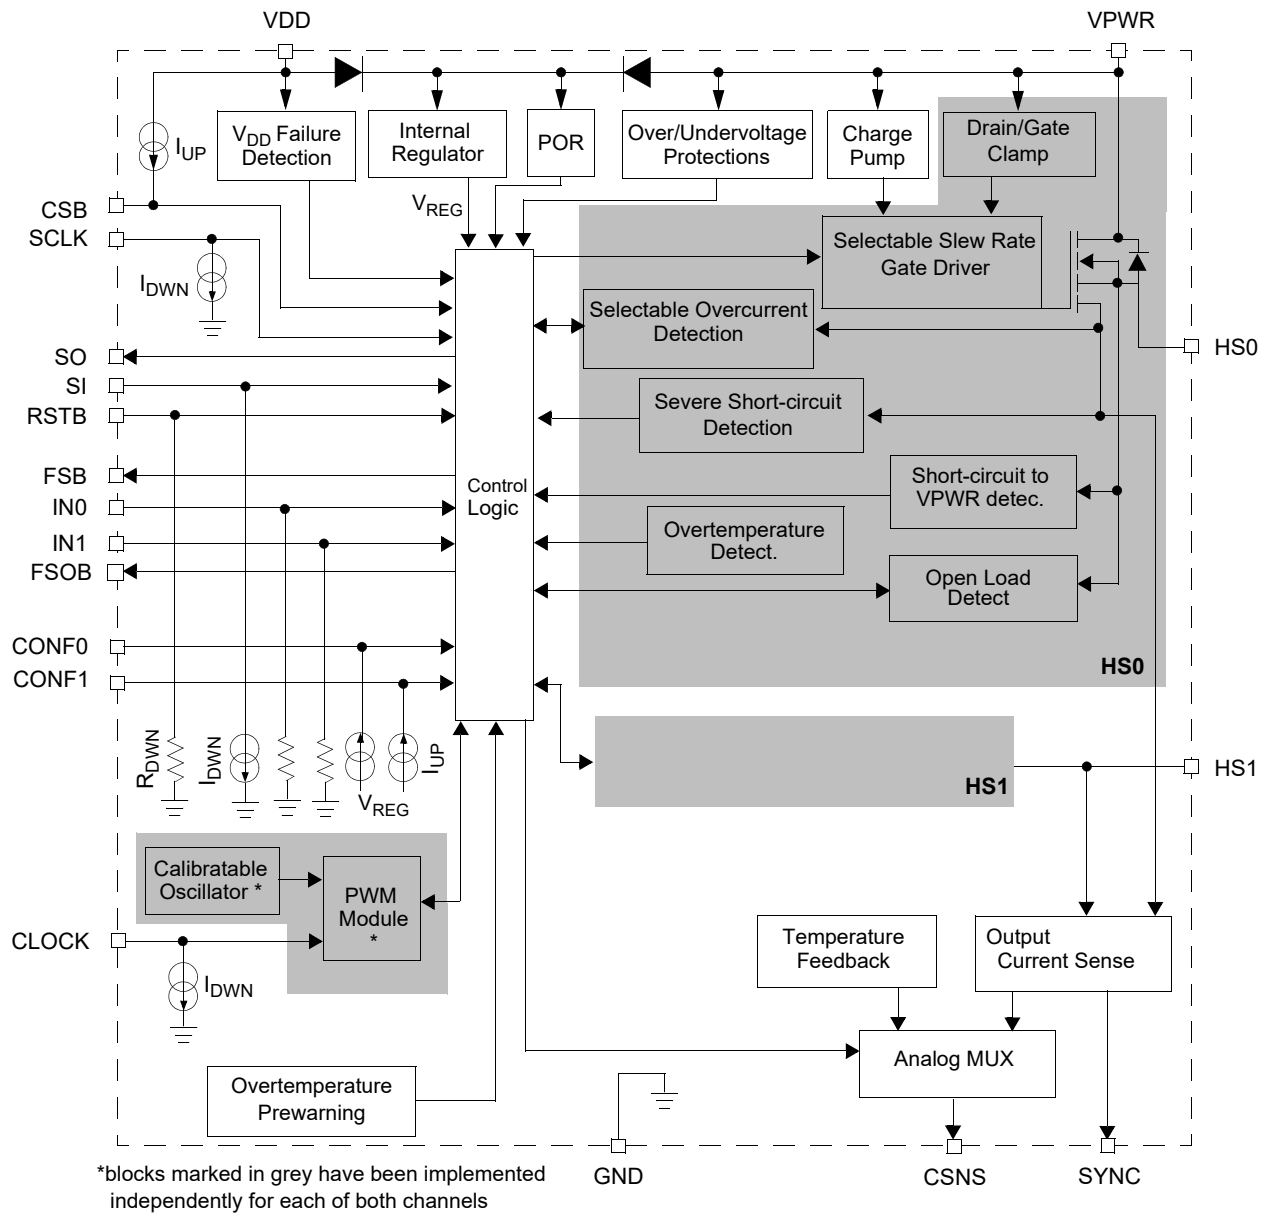 VDD
VPWR
VDD Failure
Detection
Internal
Regulator
POR
Over/Undervoltage
Protections
Charge
Pump
Drain/Gate
Clamp
IUP
VREG
CSB
SCLK
IDWN
Selectable Slew Rate
Gate Driver
Selectable Overcurrent
Detection
HS0
SO
SI
RSTB
Severe Short-circuit
Detection
FSB
IN0
IN1
FSOB
Control
Logic
Short-circuit to
VPWR detec.
Overtemperature
Detect.
Open Load
Detect
CONF0
CONF1
HS0
RDWN
IDWN
IUP
VREG
HS1
HS1
Calibratable
Oscillator *
PWM
Module
*
CLOCK
IDWN
Temperature
Feedback
Output
Current Sense
Analog MUX
Overtemperature
Prewarning
GND
CSNS
SYNC
*blocks marked in grey have been implemented
independently for each of both channels